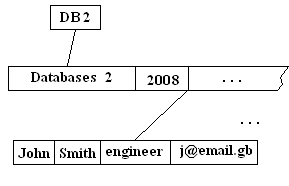 DB2
Databases 2 2008 ...
...
John Smith engineer j@email.gb